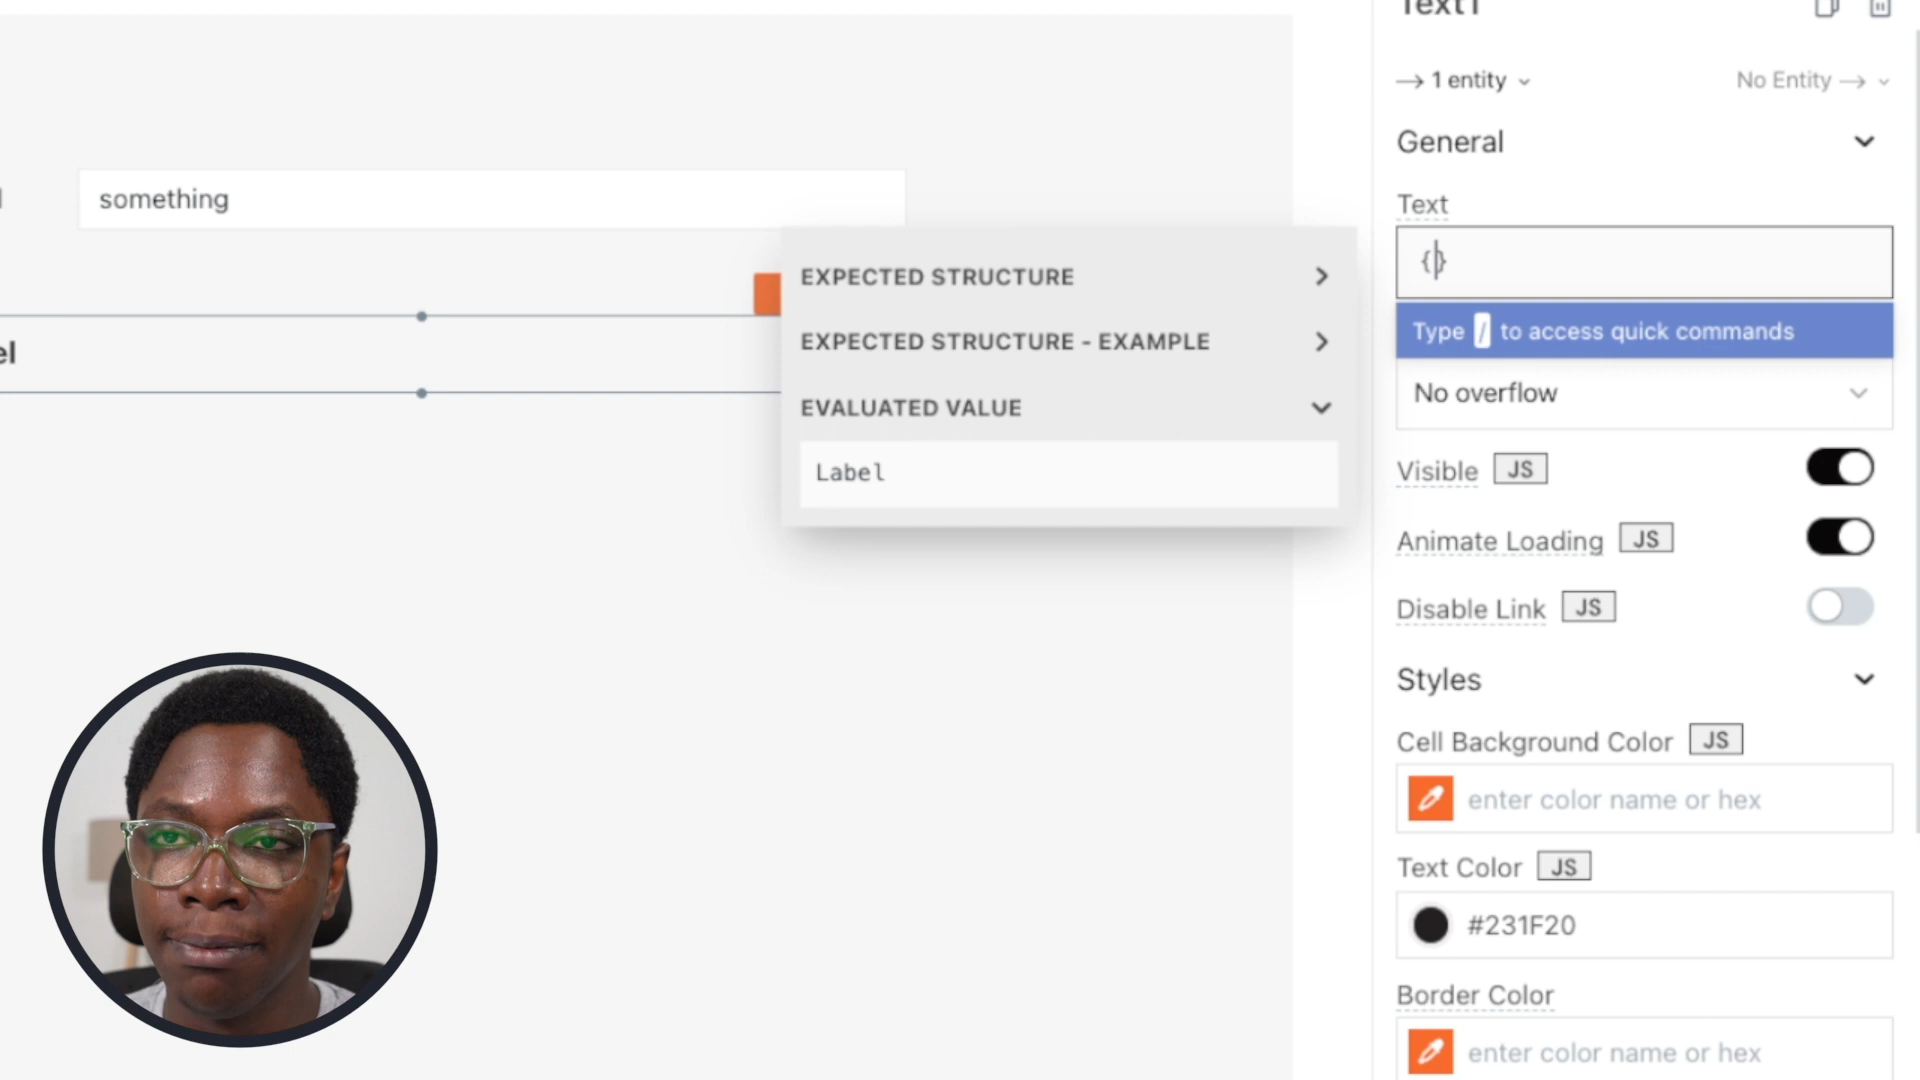 Text1
1 entity
No Entity
General
something
Text
{}
EXPECTED STRUCTURE
Type / to access quick commands
EXPECTED STRUCTURE - EXAMPLE
No overflow
EVALUATED VALUE
Label
Visible JS
Animate Loading JS
Disable Link JS
Styles
Cell Background Color JS
enter color name or hex
Text Color JS
#231F20
Border Color
enter color name or hex